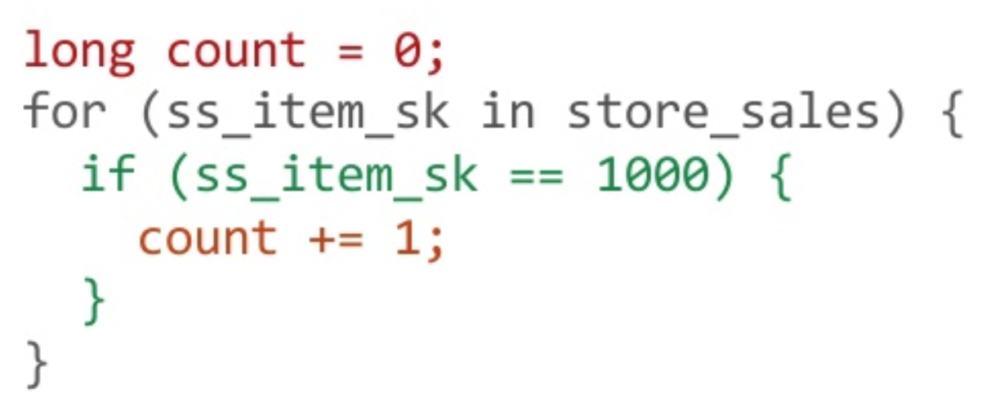 long count = 0;
for (ss_item_sk in store_sales) {
  if (ss_item_sk == 1000) {
    count += 1;
  }
}